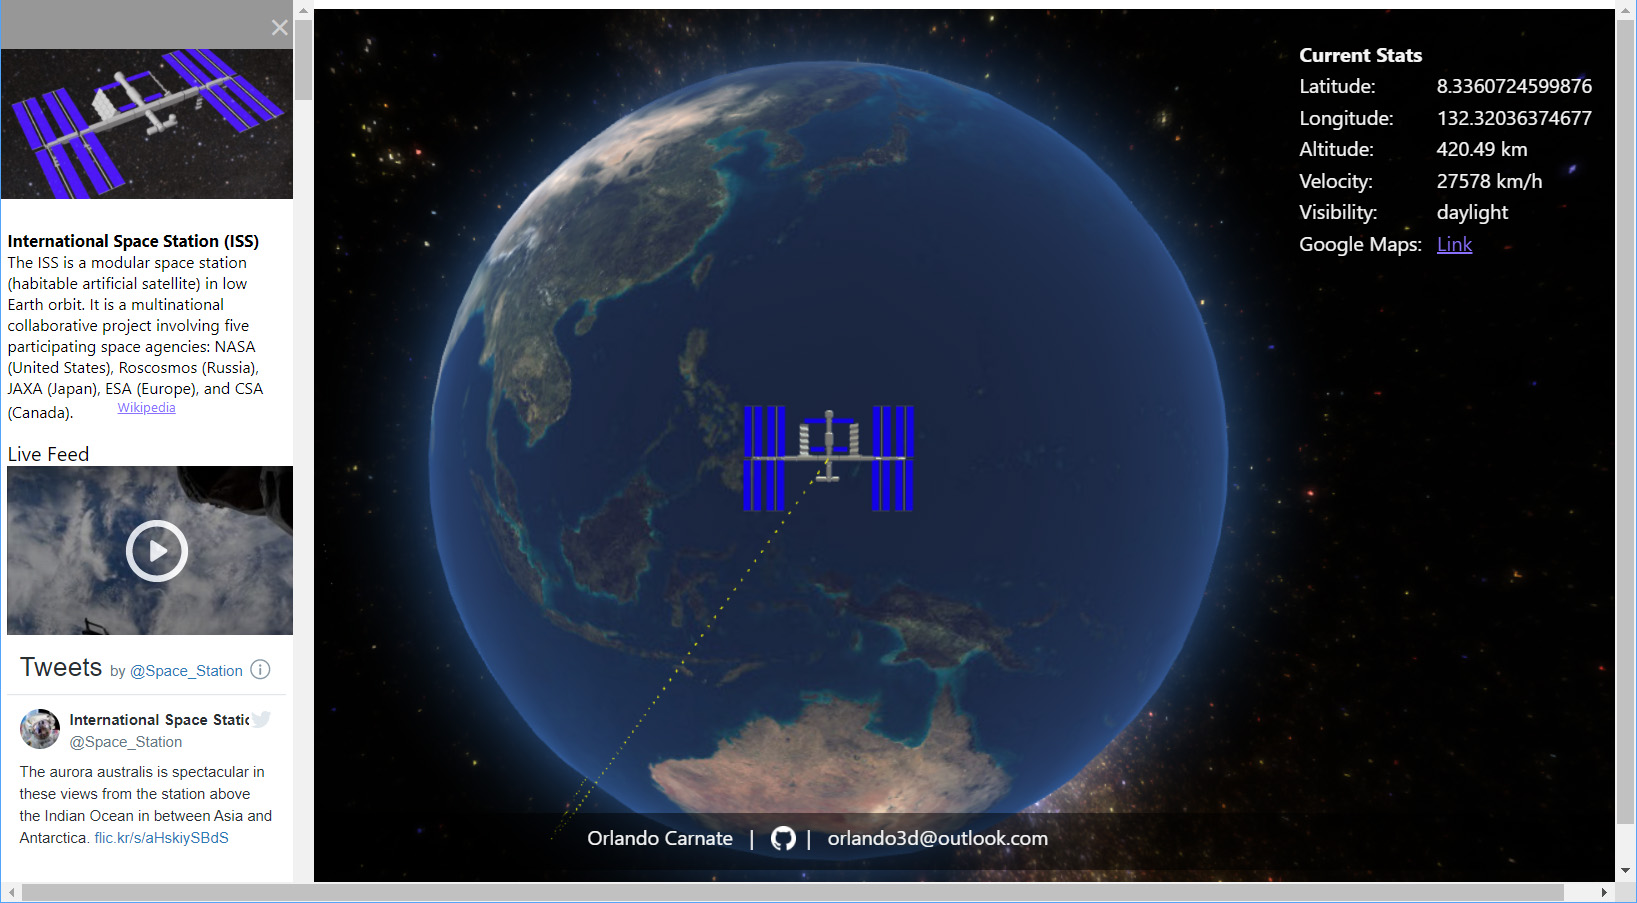 International Space Station (ISS)
The ISS is a modular space station
(habitable artificial satellite) in low
Earth orbit. It is a multinational
collaborative project involving five
participating space agencies: NASA
(United States), Roscosmos (Russia),
JAXA (Japan), ESA (Europe), and CSA
(Canada). Wikipedia
Live Feed
Tweets by @Space_Station
International Space Static
@Space_Station
The aurora australis is spectacular in
these views from the station above
the Indian Ocean in between Asia and
Antarctica. flic.kr/s/aHskiySBdS
Current Stats
Latitude: 8.3360724599876
Longitude: 132.32036374677
Altitude: 420.49 km
Velocity: 27578 km/h
Visibility: daylight
Google Maps: Link
Orlando Carnate | | orlando3d@outlook.com